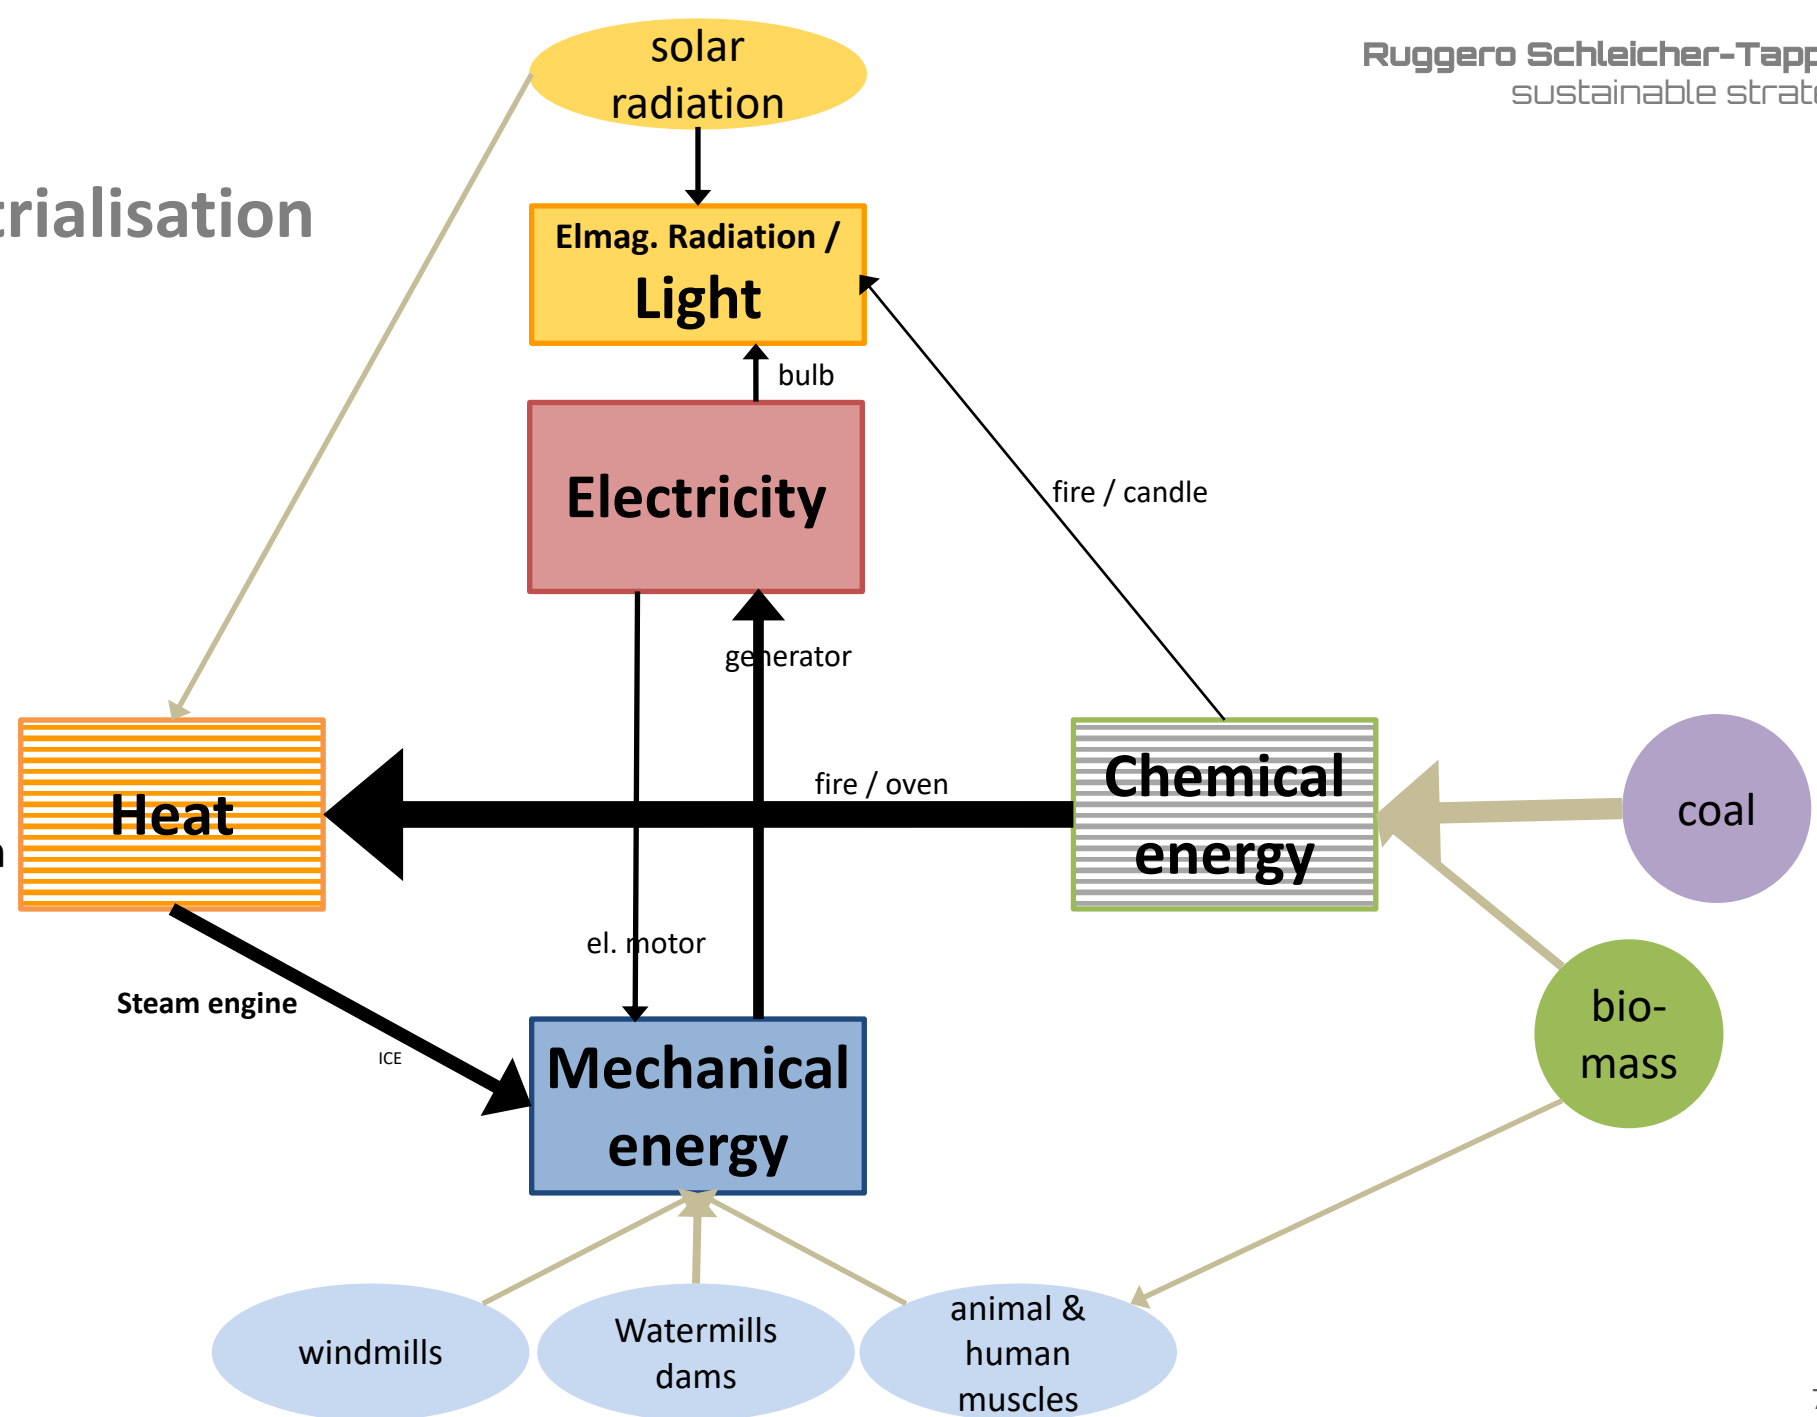 solar
radiation
Ruggero Schleicher-Tapp
sustainable strat
trialisation
Elmag. Radiation /
Light
bulb
Electricity
fire / candle
generator
Heat
fire / oven
Chemical
energy
coal
el. motor
Steam engine
ICE
bio-
mass
Mechanical
energy
windmills
Watermills
dams
animal &
human
muscles